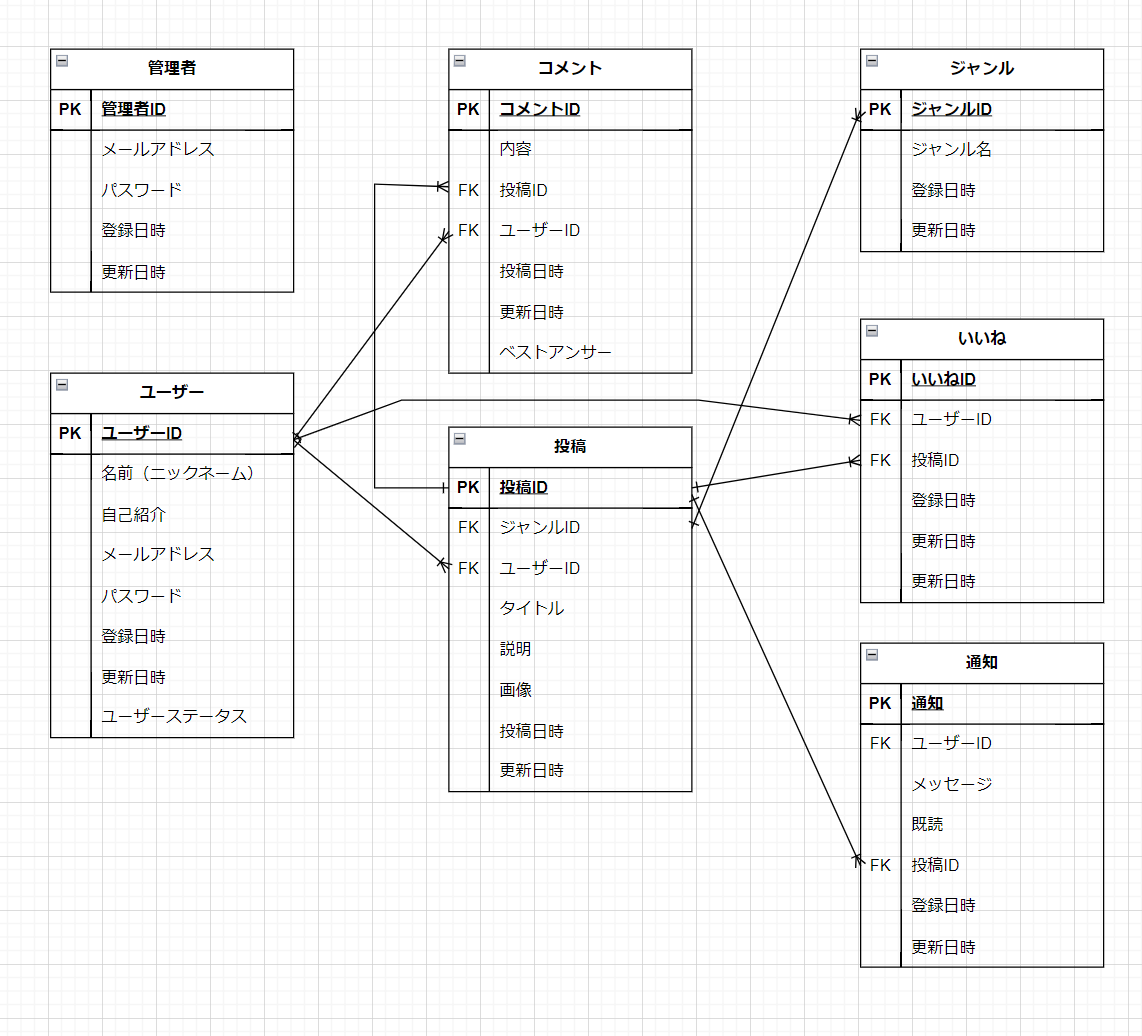 管理者
PK 管理者ID
メールアドレス
パスワード
登録日時
更新日時
コメント
PK コメントID
内容
FK 投稿ID
FK ユーザーID
投稿日時
更新日時
ベストアンサー
ジャンル
PK ジャンルID
ジャンル名
登録日時
更新日時
ユーザー
PK ユーザーID
名前（ニックネーム）
自己紹介
メールアドレス
パスワード
登録日時
更新日時
ユーザーステータス
投稿
PK 投稿ID
FK ジャンルID
FK ユーザーID
タイトル
説明
画像
投稿日時
更新日時
いいね
PK いいねID
FK ユーザーID
FK 投稿ID
登録日時
更新日時
更新日時
通知
PK 通知
FK ユーザーID
メッセージ
既読
FK 投稿ID
登録日時
更新日時